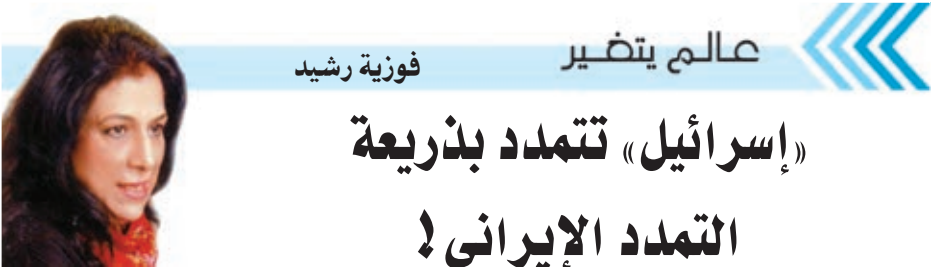 عالم يتغير
فوزية رشيد
«إسرائيل» تتمدد بذريعة
التمدد الإيراني!